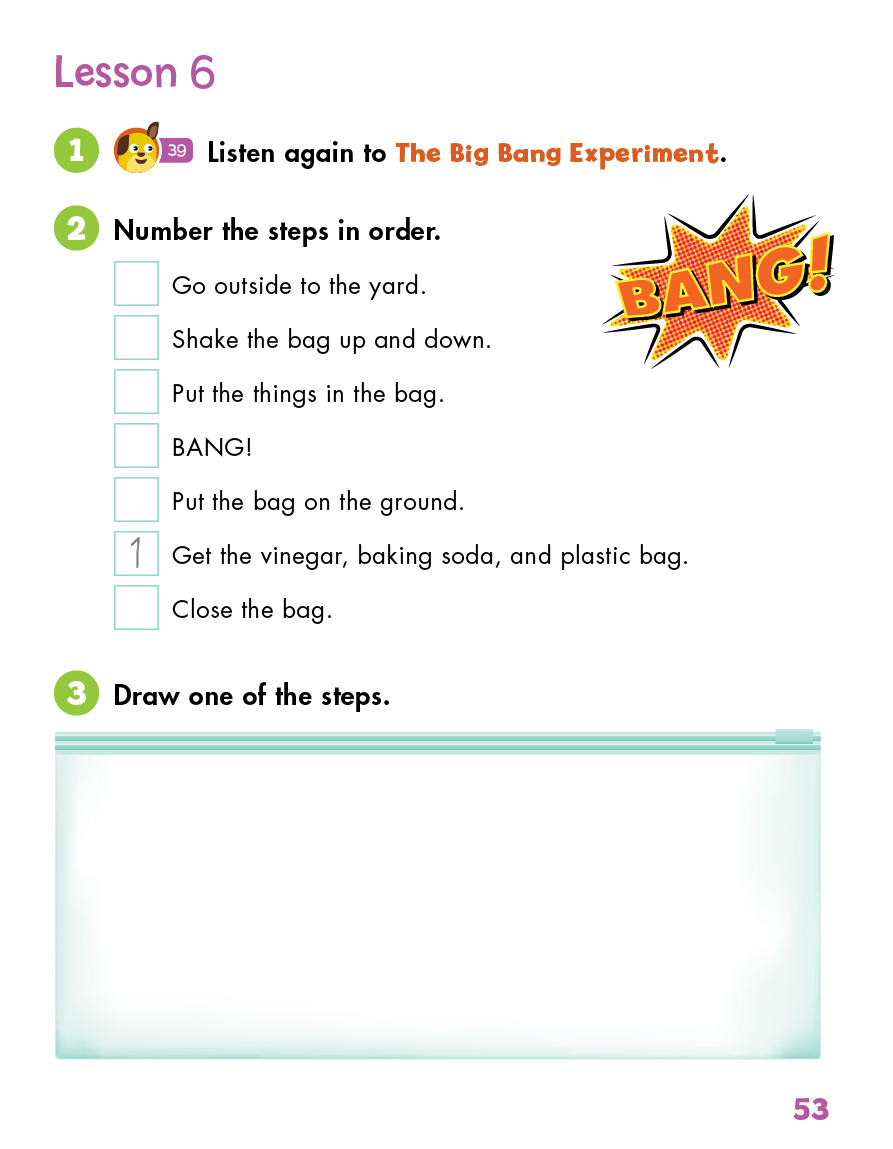 Lesson 6
1 39 Listen again to The Big Bang Experiment.
2 Number the steps in order.
BANG!
Go outside to the yard.
Shake the bag up and down.
Put the things in the bag.
BANG!
Put the bag on the ground.
1 Get the vinegar, baking soda, and plastic bag.
Close the bag.
3 Draw one of the steps.
53